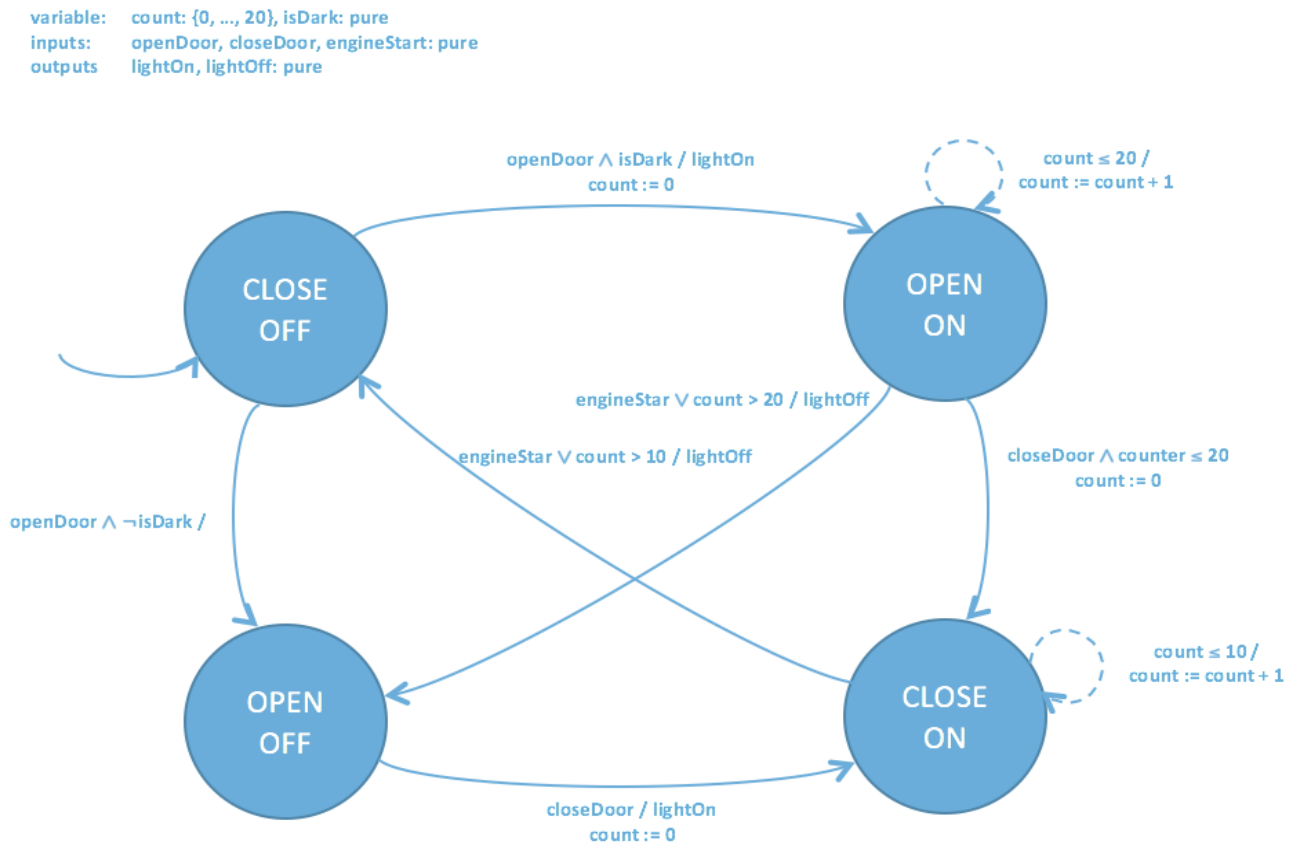 variable: count: {0, ..., 20}, isDark: pure
inputs: openDoor, closeDoor, engineStart: pure
outputs lightOn, lightOff: pure
openDoor ∧ isDark / lightOn
count := 0
count ≤ 20 /
count := count + 1
CLOSE
OFF
OPEN
ON
engineStar ∨ count > 20 / lightOff
engineStar ∨ count > 10 / lightOff
closeDoor ∧ counter ≤ 20
count := 0
openDoor ∧ ¬isDark /
count ≤ 10 /
count := count + 1
OPEN
OFF
CLOSE
ON
closeDoor / lightOn
count := 0